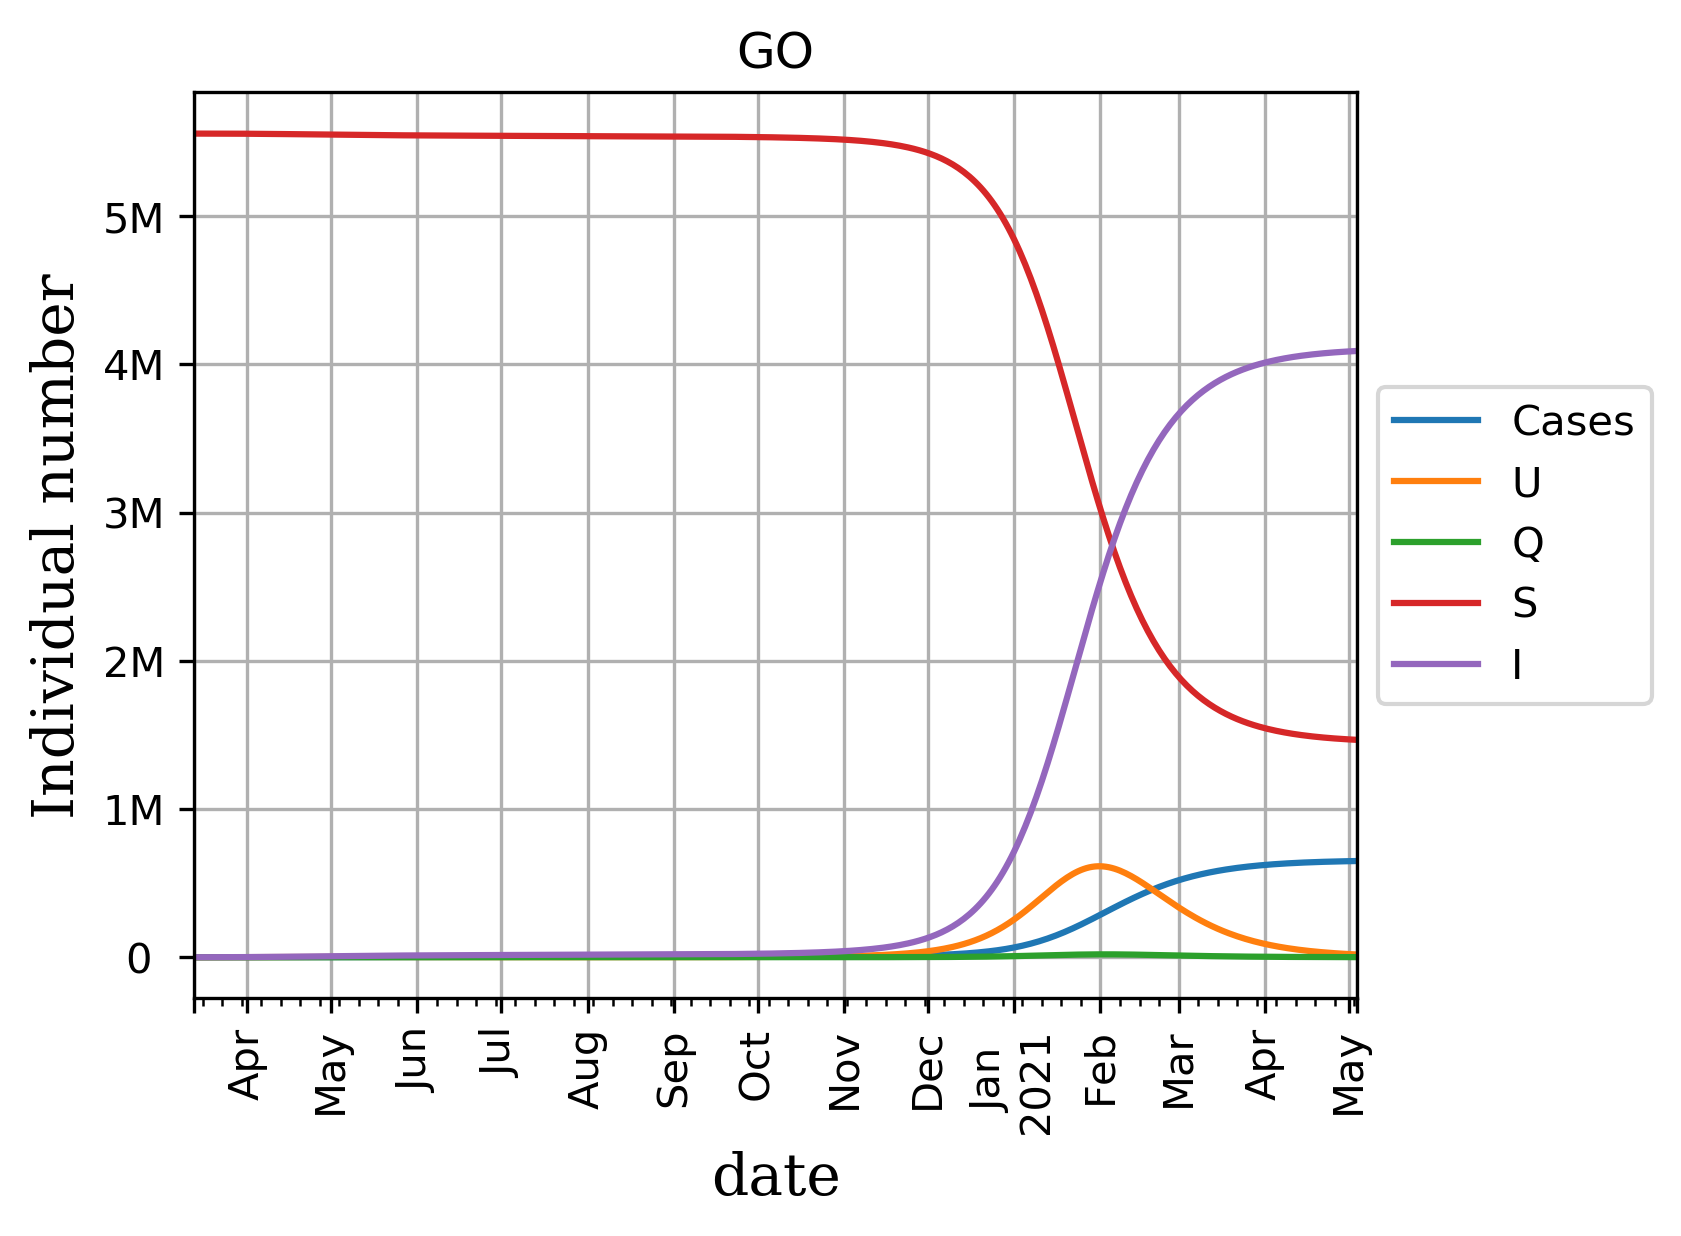 GO
Individual number
5M
4M
3M
2M
1M
0
Apr
May
Jun
Jul
Aug
Sep
Oct
Nov
Dec
Jan
2021
Feb
Mar
Apr
May
date
Cases
U
Q
S
I